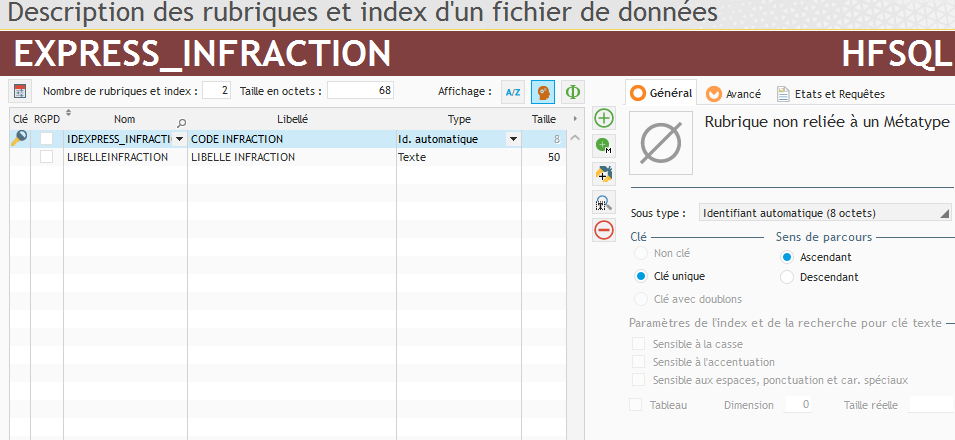 Description des rubriques et index d'un fichier de données
EXPRESS_INFRACTION HFSQL
Nombre de rubriques et index : 2 Taille en octets : 68 Affichage : A/Z
Général Avancé Etats et Requêtes
Clé RGPD Nom Libellé Type Taille
IDEXPRESS_INFRACTI CODE INFRACTION Id. automatique 8
LIBELLEINFRACTION LIBELLE INFRACTION Texte 50
M
Rubrique non reliée à un Métatype
Sous type : Identifiant automatique (8 octets)
Clé Sens de parcours
Non clé Ascendant
Clé unique Descendant
Clé avec doublons
Paramètres de l'index et de la recherche pour clé texte
Sensible à la casse
Sensible à l'accentuation
Sensible aux espaces, ponctuation et car. spéciaux
Tableau Dimension 0 Taille réelle